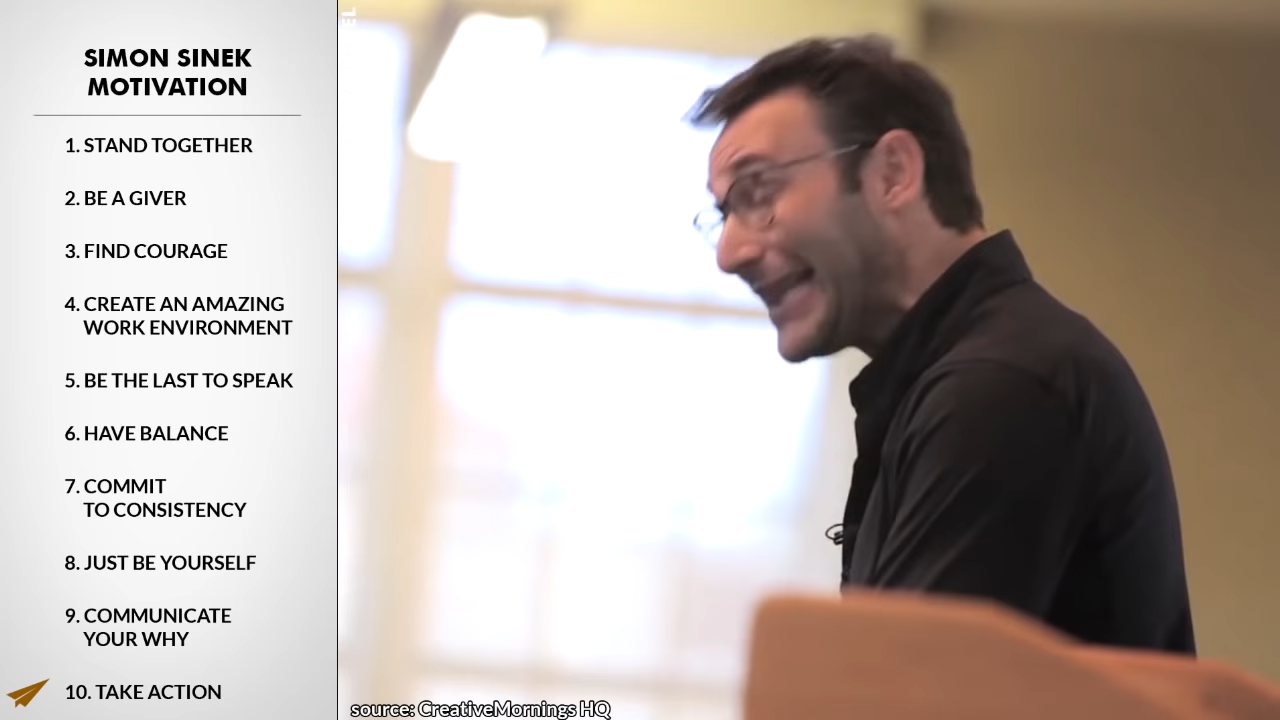 SIMON SINEK
MOTIVATION
1. STAND TOGETHER
2. BE A GIVER
3. FIND COURAGE
4. CREATE AN AMAZING
WORK ENVIRONMENT
5. BE THE LAST TO SPEAK
6. HAVE BALANCE
7. COMMIT
TO CONSISTENCY
8. JUST BE YOURSELF
9. COMMUNICATE
YOUR WHY
10. TAKE ACTION
EL
source: CreativeMornings HQ